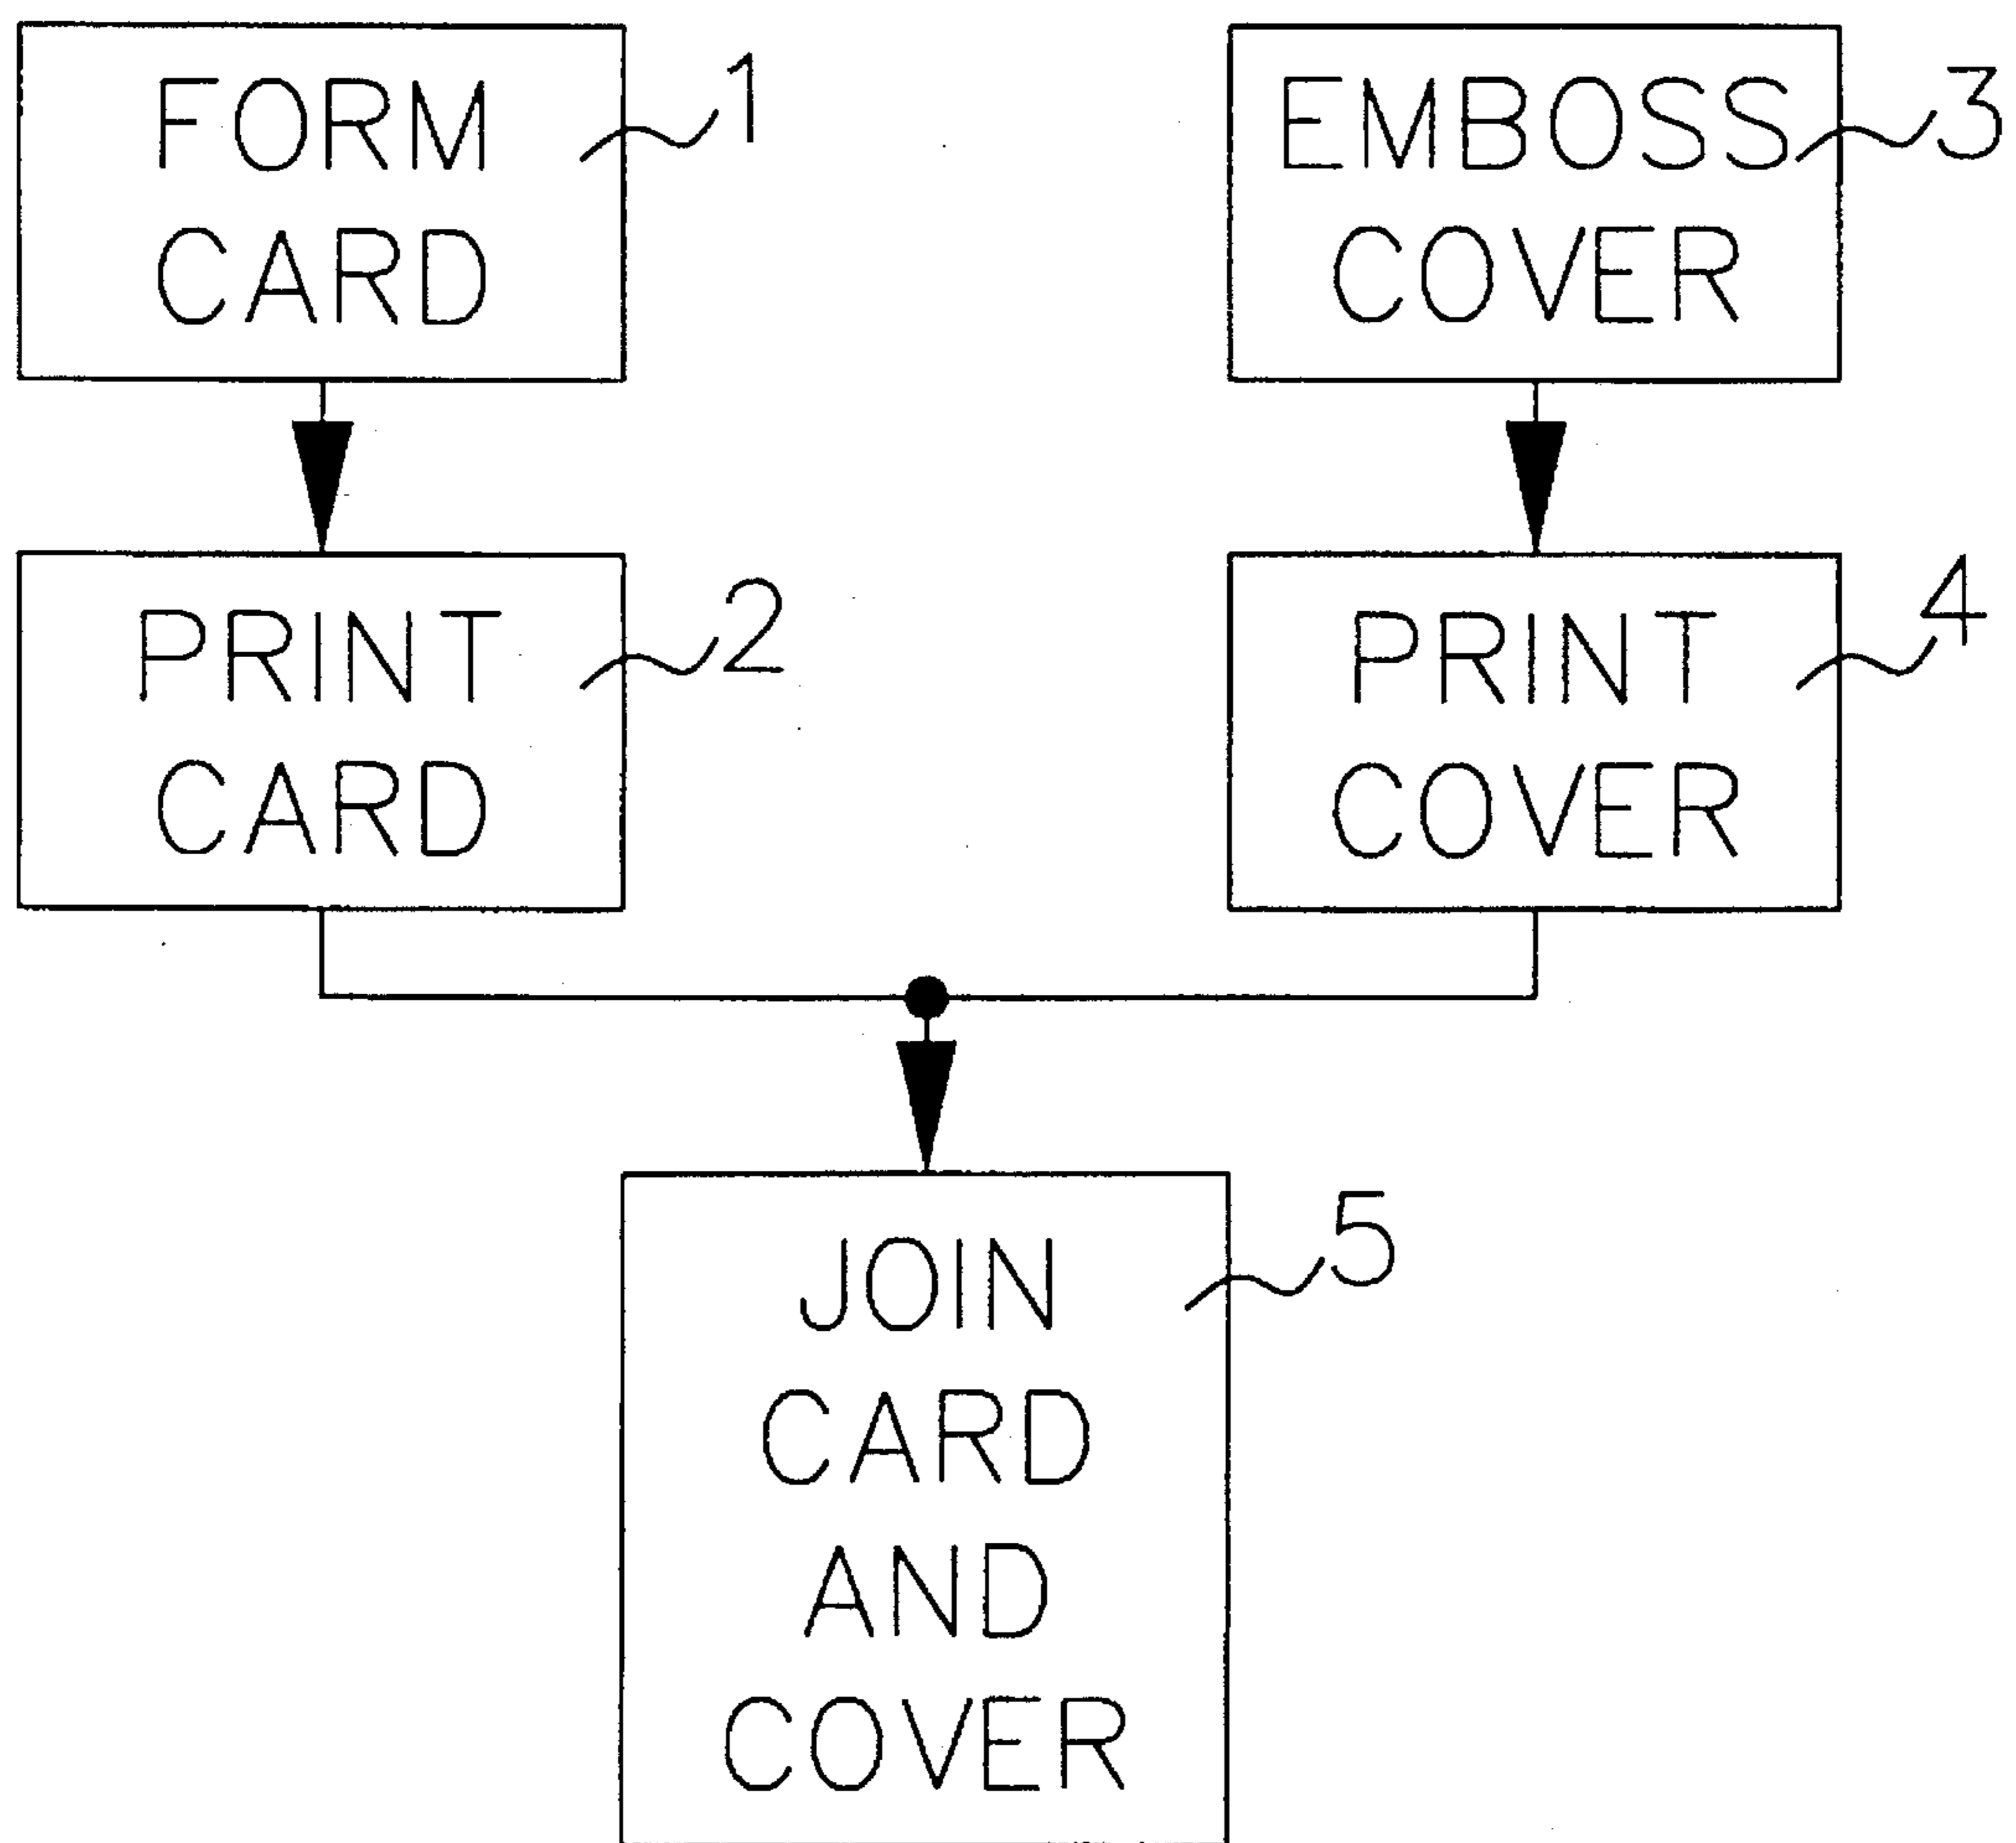 FORM
CARD
1
EMBOSS
COVER
3
PRINT
CARD
2
PRINT
COVER
4
JOIN
CARD
AND
COVER
5